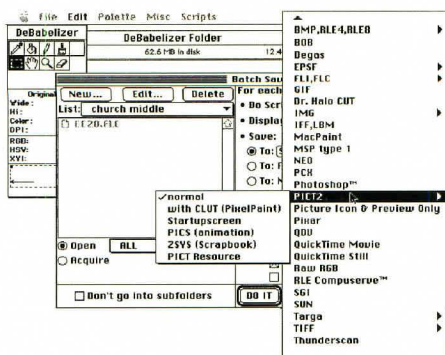 File Edit Palette Misc Scripts
DeBabelizer
DeBabelizer Folder
62.6 MB in disk
12.4
Original
Wide:
Hi:
Color:
DPI:
RGB:
HSV:
XYI:
Batch Sav
New...
Edit...
Delete
List: church middle
Open
ALL
Acquire
Don't go into subfolders
For each
• Do Scr
• Display
• Save:
To:
To: F
To: N
DO IT
✓normal
with CLUT (PixelPaint)
Startupscreen
PICS (animation)
ZSYS (Scrapbook)
PICT Resource
BMP,RLE4,RLE8
BOB
Degas
EPSF
FLI,FLC
GIF
Dr. Halo CUT
IMG
IFF,LBM
MacPaint
MSP type 1
NEO
PCX
Photoshop™
PICT2
Picture Icon & Preview Only
Pixar
QDV
QuickTime Movie
QuickTime Still
Raw RGB
RLE Compuserve™
SGI
SUN
Targa
TIFF
Thunderscan